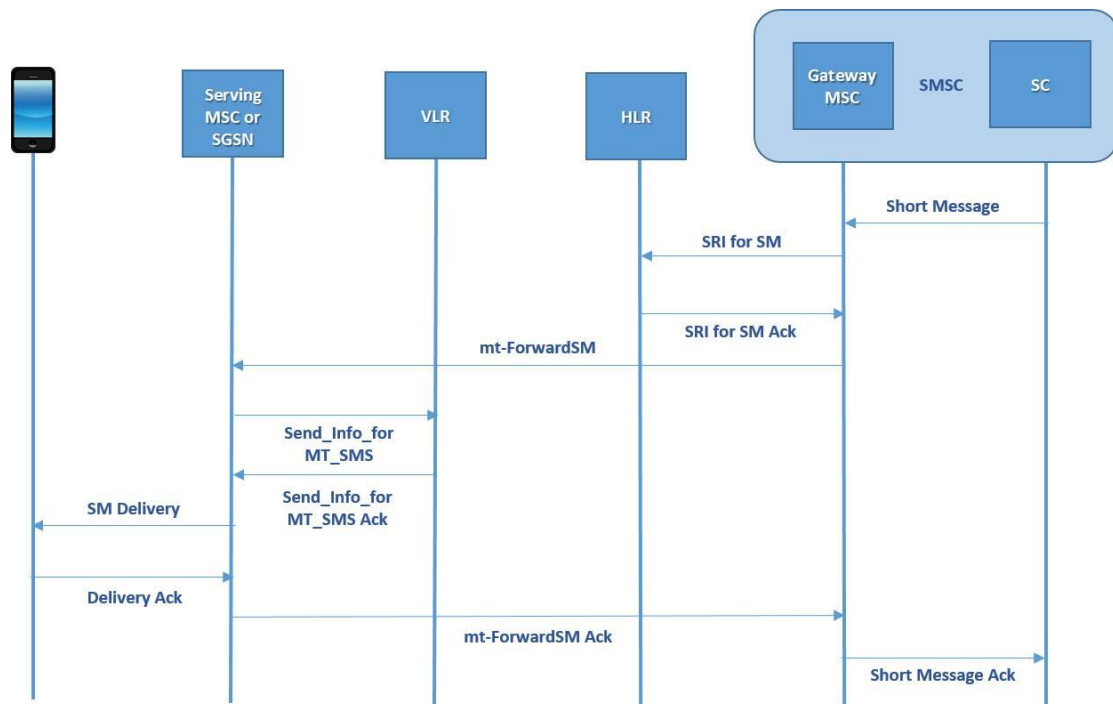 Serving
MSC or
SGSN
VLR
HLR
Gateway
MSC
SMSC
SC
Short Message
SRI for SM
SRI for SM Ack
mt-ForwardSM
Send_Info_for
MT_SMS
Send_Info_for
MT_SMS Ack
SM Delivery
Delivery Ack
mt-ForwardSM Ack
Short Message Ack